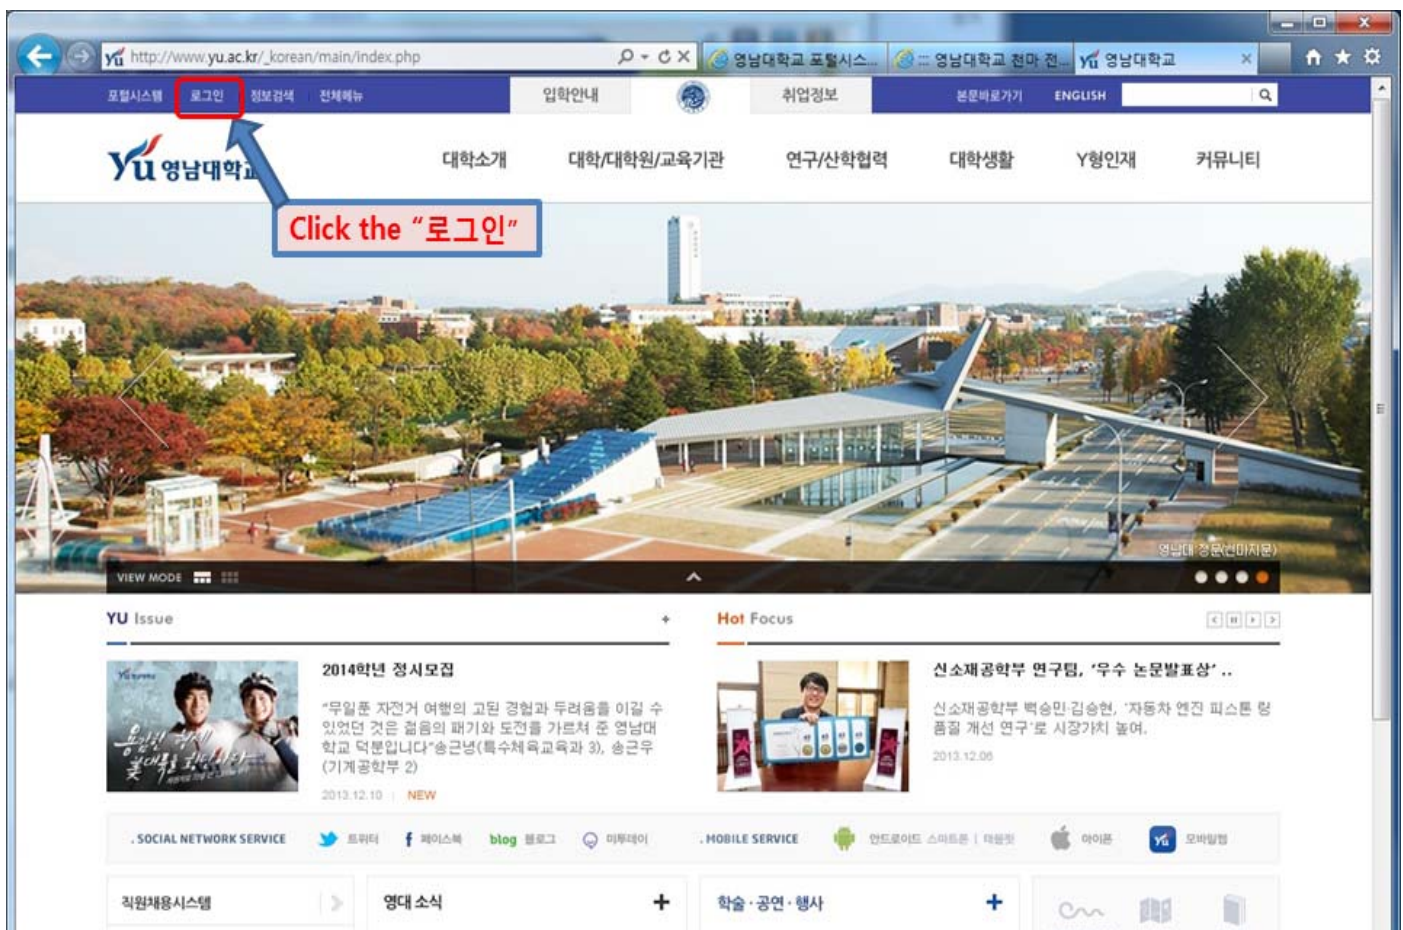 http://www.yu.ac.kr/_korean/main/index.php
영남대학교 포털시스...
::: 영남대학교 천마 전...
영남대학교
포털시스템
로그인
정보검색
전체메뉴
입학안내
취업정보
본문바로가기
ENGLISH
yu 영남대학교
대학소개
대학/대학원/교육기관
연구/산학협력
대학생활
Y형인재
커뮤니티
Click the “로그인”
영남대 정문(천마지문)
VIEW MODE
YU Issue
+
Hot Focus
2014학년 정시모집
“무일푼 자전거 여행의 고된 경험과 두려움을 이길 수
있었던 것은 젊음의 패기와 도전을 가르쳐 준 영남대
학교 덕분입니다”송근녕(특수체육교육과 3), 송근우
(기계공학부 2)
2013.12.10 | NEW
신소재공학부 연구팀, ‘우수 논문발표상’ ..
신소재공학부 백승민·김승현, ‘자동차 엔진 피스톤 링
품질 개선 연구’로 시장가치 높여.
2013.12.06
. SOCIAL NETWORK SERVICE
트위터
페이스북
blog 블로그
미투데이
. MOBILE SERVICE
안드로이드 스마트폰 | 태블릿
아이폰
모바일웹
직원채용시스템
영대 소식
+
학술·공연·행사
+